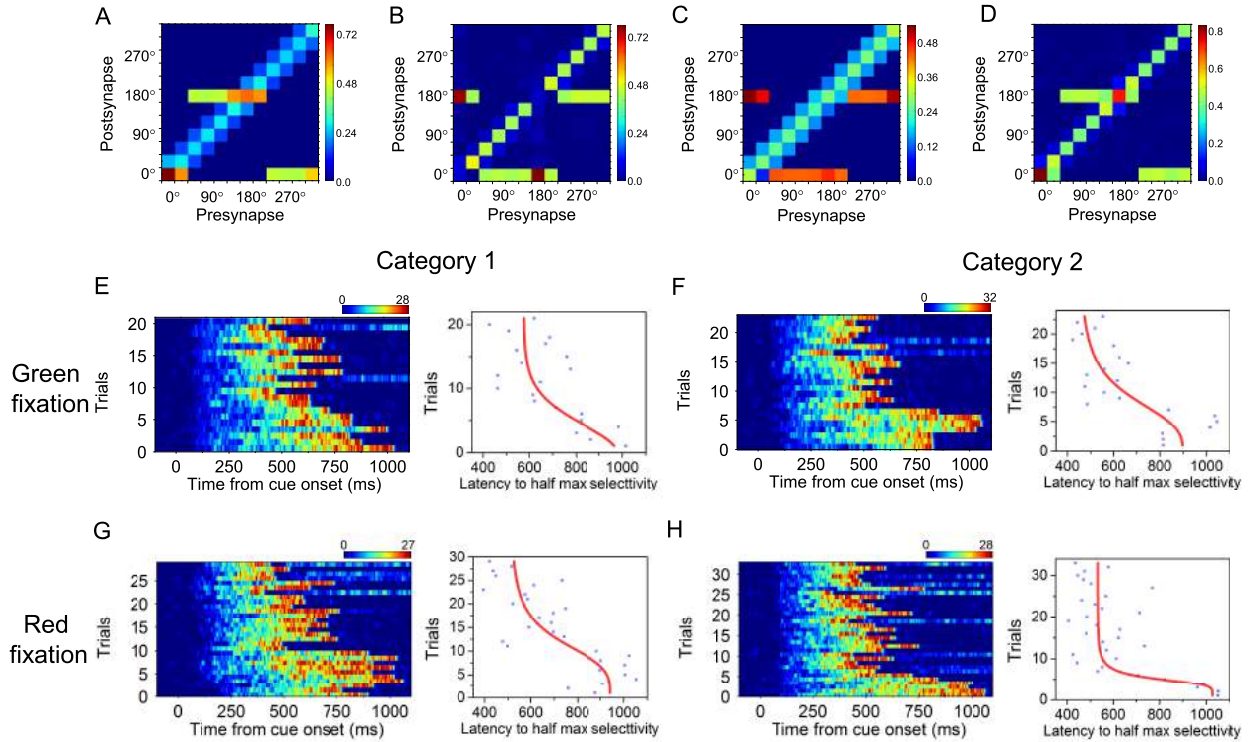 A
B
C
D
Postsynapse
270°
180°
90°
0°
0° 90° 180° 270°
Presynapse
0.72
0.48
0.24
0.0
Postsynapse
270°
180°
90°
0°
0° 90° 180° 270°
Presynapse
0.72
0.48
0.24
0.0
Postsynapse
270°
180°
90°
0°
0° 90° 180° 270°
Presynapse
0.48
0.36
0.24
0.12
0.00
Postsynapse
270°
180°
90°
0°
0° 90° 180° 270°
Presynapse
0.8
0.6
0.4
0.2
0.0
Category 1
Category 2
Green
fixation
E
0 28
Trials
20
15
10
5
0
0 250 500 750 1000
Time from cue onset (ms)
Trials
20
10
0
400 600 800 1000
Latency to half max selecttivity
F
0 32
Trials
20
15
10
5
0
0 250 500 750 1000
Time from cue onset (ms)
Trials
20
10
0
400 600 800 1000
Latency to half max selecttivity
Red
fixation
G
0 27
Trials
25
20
15
10
5
0
0 250 500 750 1000
Time from cue onset (ms)
Trials
30
25
20
15
10
5
0
400 600 800 1000
Latency to half max selecttivity
H
0 28
Trials
30
25
20
15
10
5
0
0 250 500 750 1000
Time from cue onset (ms)
Trials
30
20
10
0
400 600 800 1000
Latency to half max selecttivity